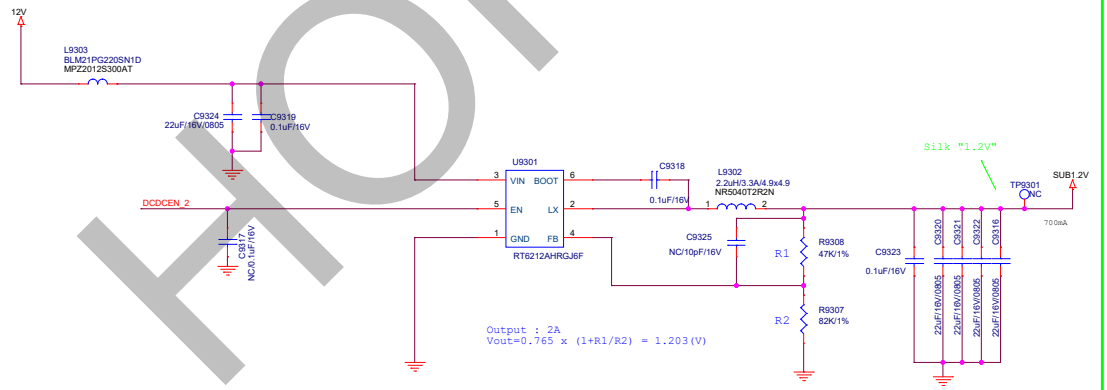 12V
L9303
BLM21PG220SN1D
MPZ2012S300AT
C9324
22uF/16V/0805
C9319
0.1uF/16V
DCDCEN_2
C9317
NC/0.1uF/16V
U9301
3 VIN BOOT 6
5 EN LX 2
1 GND FB 4
RT6212AHRGJ6F
C9318
0.1uF/16V
L9302
2.2uH/3.3A/4.9x4.9
NR5040T2R2N
1 2
C9325
NC/10pF/16V
R1
R9308
47K/1%
R2
R9307
82K/1%
Output : 2A
Vout=0.765 x (1+R1/R2) = 1.203(V)
Silk "1.2V"
TP9301
NC
SUB1.2V
700mA
C9323
0.1uF/16V
C9320
22uF/16V/0805
C9321
22uF/16V/0805
C9322
22uF/16V/0805
C9316
22uF/16V/0805